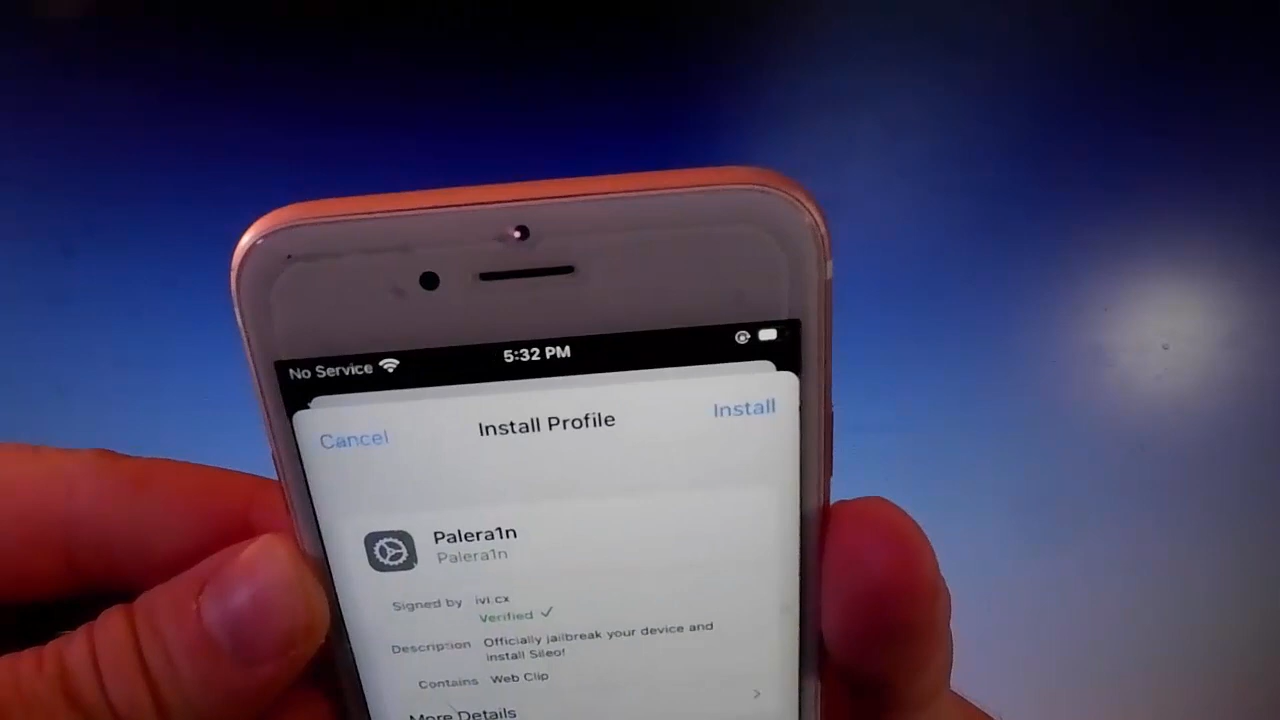 No Service
5:32 PM
Cancel
Install Profile
Install
Palera1n
Palera1n
Signed by ivi.cx
Verified ✓
Description Officially jailbreak your device and
install Sileo!
Contains Web Clip
More Details